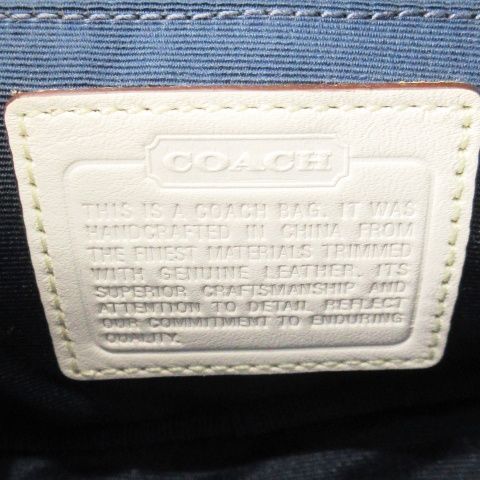 COACH
THIS IS A COACH BAG. IT WAS
HANDCRAFTED IN CHINA FROM
THE FINEST MATERIALS TRIMMED
WITH GENUINE LEATHER. ITS
SUPERIOR CRAFTSMANSHIP AND
ATTENTION TO DETAIL REFLECT
OUR COMMITMENT TO ENDURING
QUALITY.